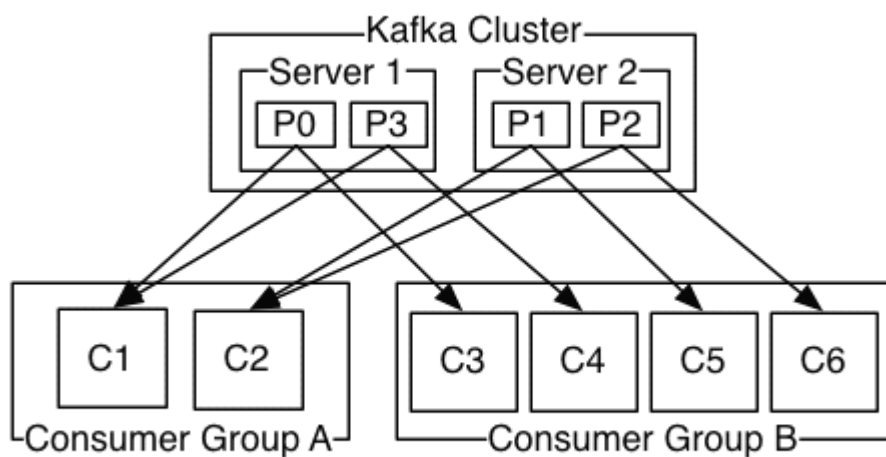 Kafka Cluster
Server 1 Server 2
P0 P3 P1 P2
C1 C2 C3 C4 C5 C6
Consumer Group A Consumer Group B